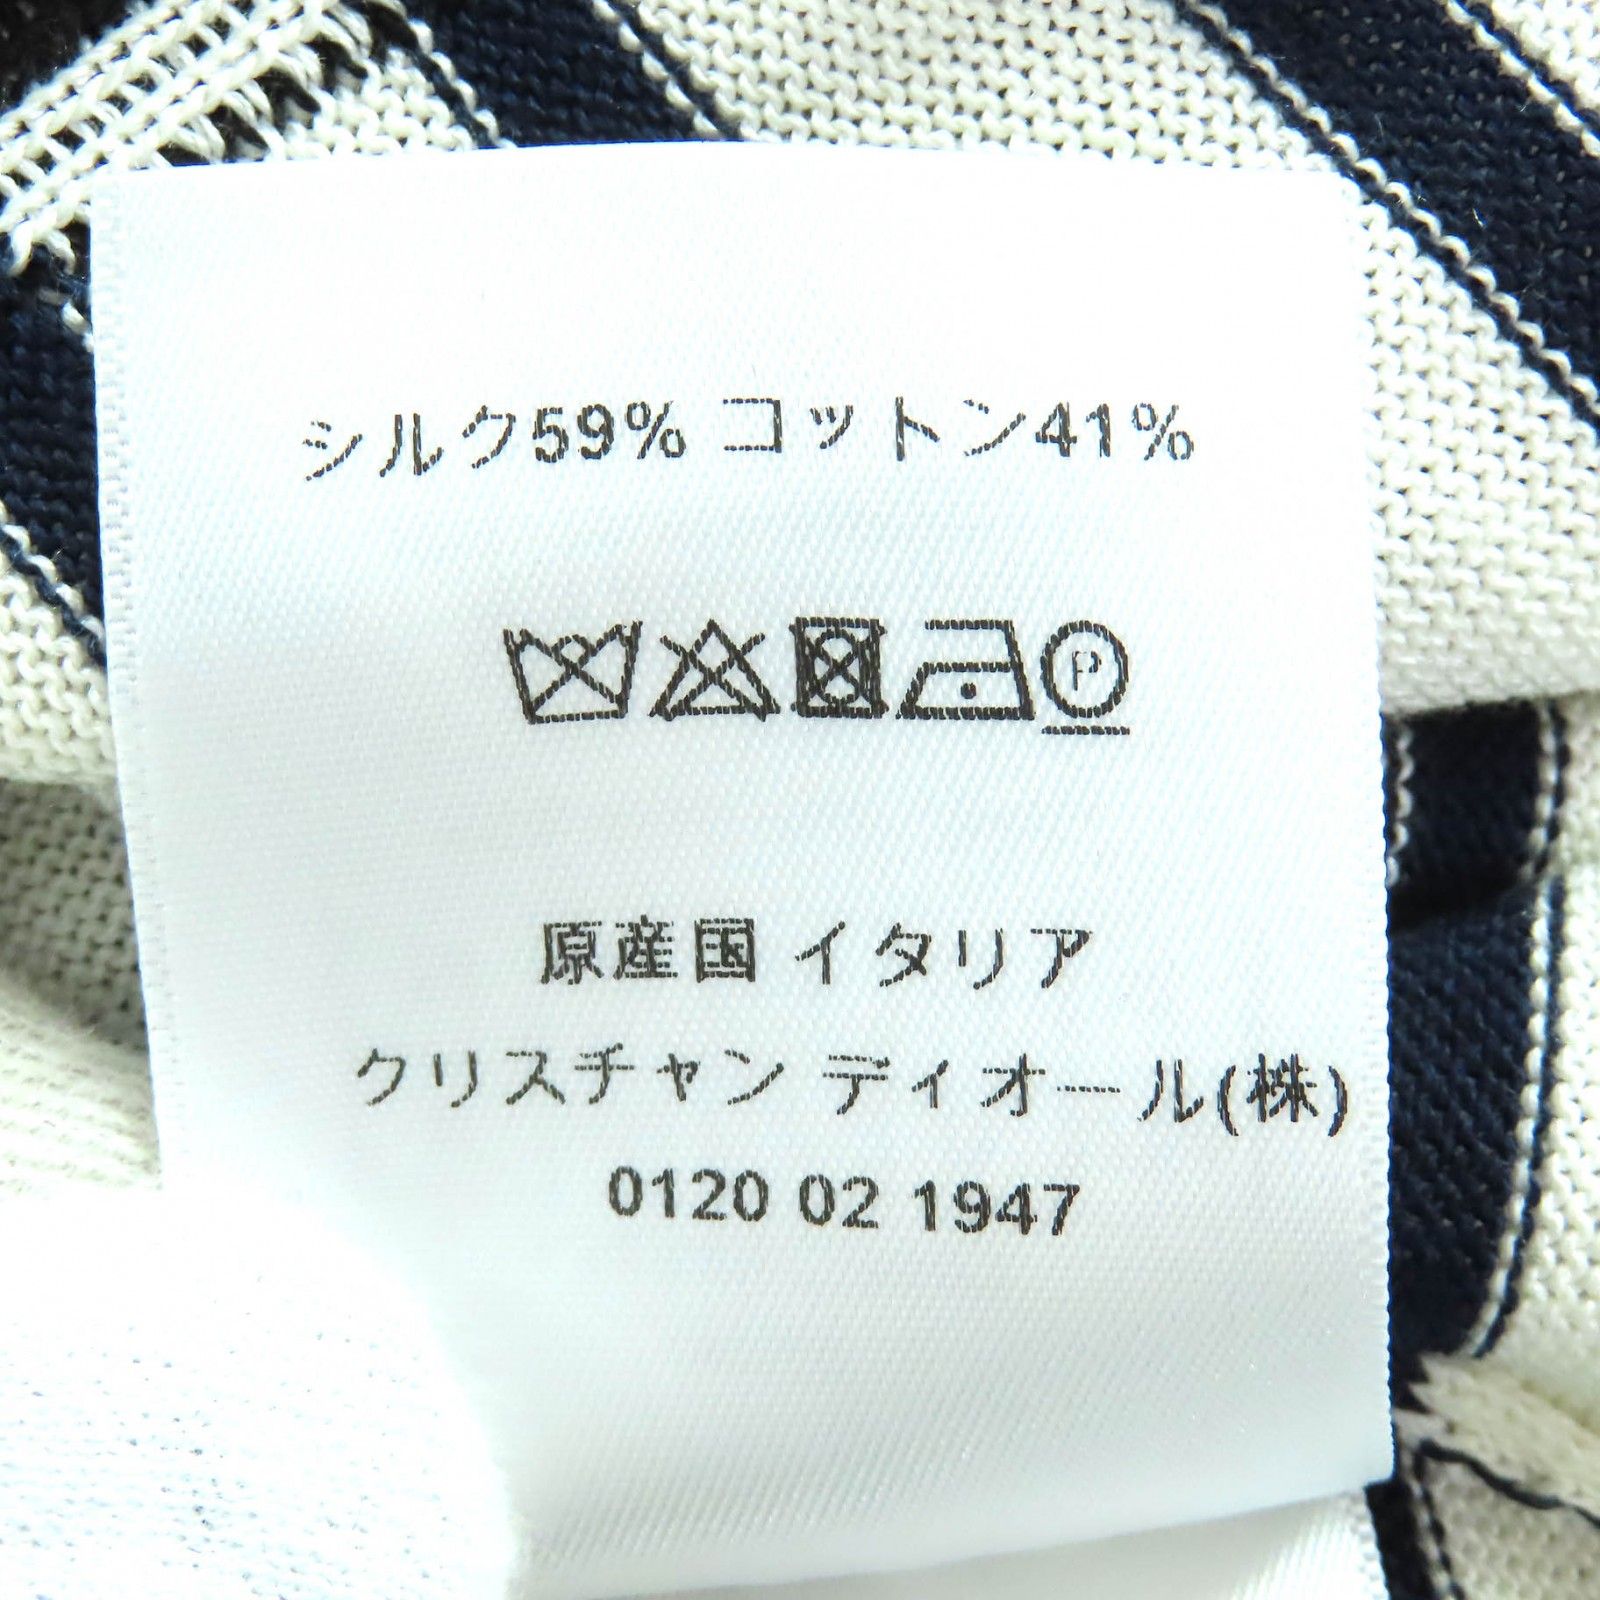 シルク59% コットン41%
P
原産国 イタリア
クリスチャン ディオール(株)
0120 02 1947